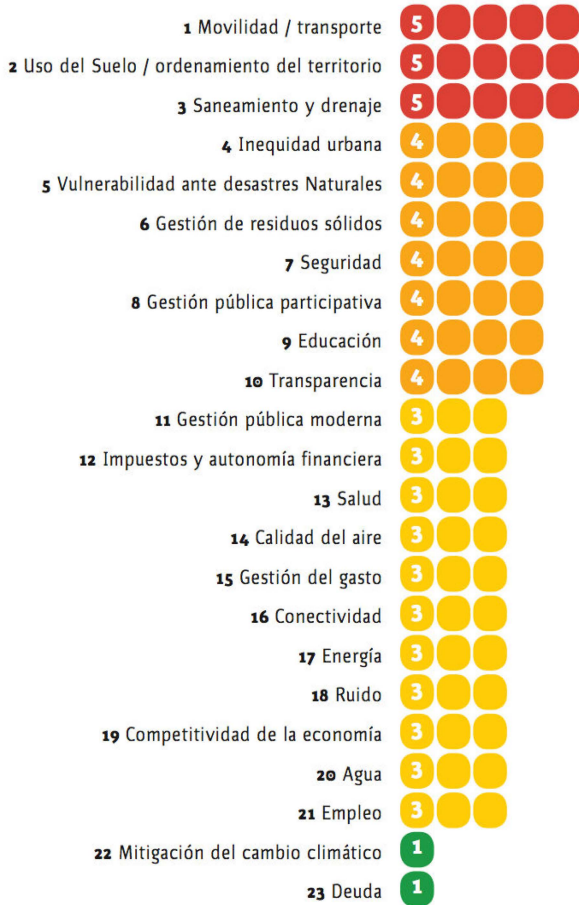 1 Movilidad / transporte 5
2 Uso del Suelo / ordenamiento del territorio 5
3 Saneamiento y drenaje 5
4 Inequidad urbana 4
5 Vulnerabilidad ante desastres Naturales 4
6 Gestión de residuos sólidos 4
7 Seguridad 4
8 Gestión pública participativa 4
9 Educación 4
10 Transparencia 4
11 Gestión pública moderna 3
12 Impuestos y autonomía financiera 3
13 Salud 3
14 Calidad del aire 3
15 Gestión del gasto 3
16 Conectividad 3
17 Energía 3
18 Ruido 3
19 Competitividad de la economía 3
20 Agua 3
21 Empleo 3
22 Mitigación del cambio climático 1
23 Deuda 1